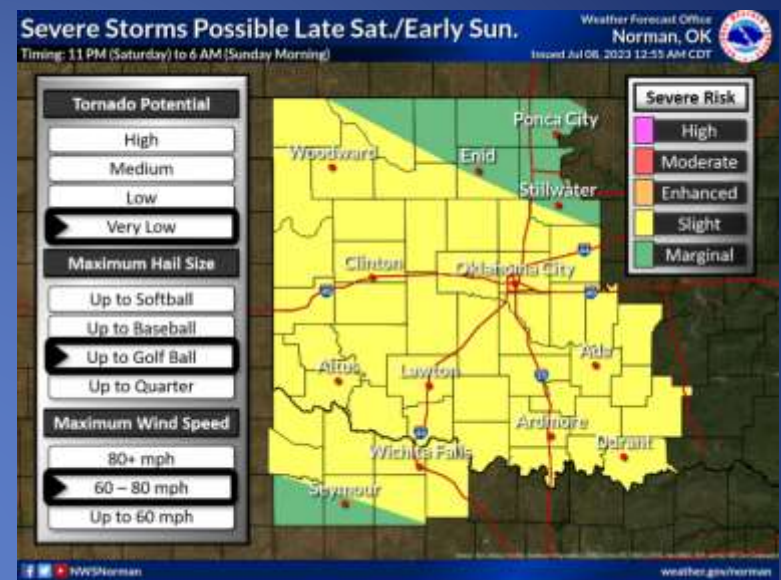 Severe Storms Possible Late Sat./Early Sun.
Timing: 11 PM (Saturday) to 6 AM (Sunday Morning)
Weather Forecast Office
Norman, OK
Issued Jul 08, 2023 12:55 AM CDT
Tornado Potential
High
Medium
Low
Very Low
Maximum Hail Size
Up to Softball
Up to Baseball
Up to Golf Ball
Up to Quarter
Maximum Wind Speed
80+ mph
60 – 80 mph
Up to 60 mph
Ponca City
Woodward
Enid
Stillwater
Clinton
Oklahoma City
Altus
Lawton
Ada
Ardmore
Wichita Falls
Durant
Seymour
Severe Risk
High
Moderate
Enhanced
Slight
Marginal
NWSNorman
weather.gov/norman